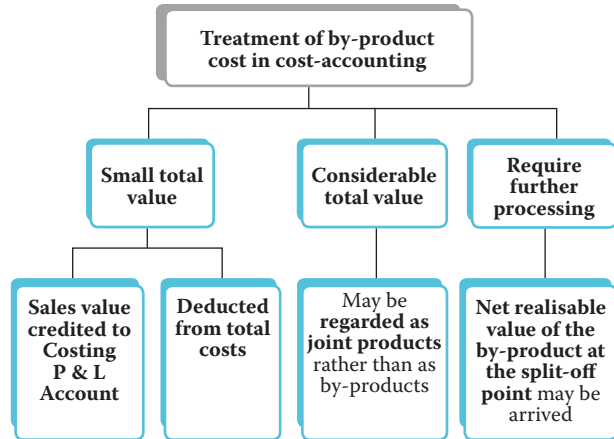 Treatment of by-product
cost in cost-accounting
Small total
value
Considerable
total value
Require
further
processing
Sales value
credited to
Costing
P & L
Account
Deducted
from total
costs
May be
regarded as
joint products
rather than as
by-products
Net realisable
value of the
by-product at
the split-off
point may be
arrived